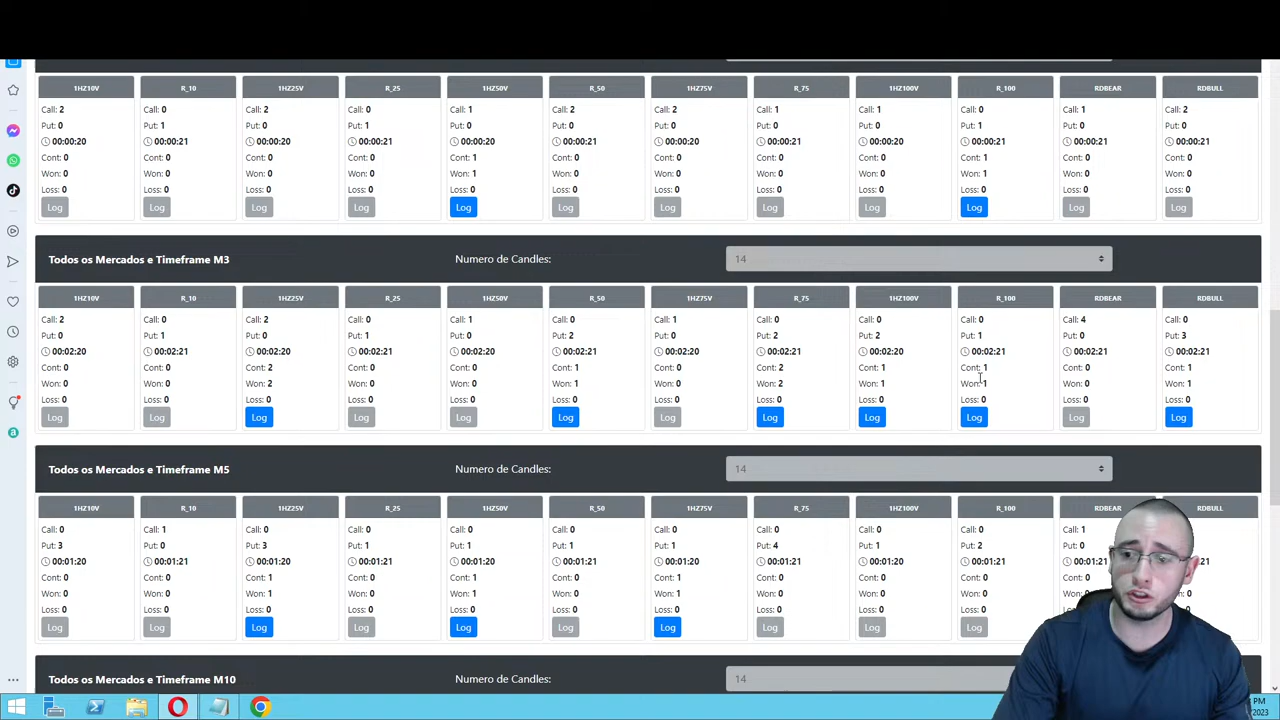 1HZ10V R_10 1HZ25V R_25 1HZ50V R_50 1HZ75V R_75 1HZ100V R_100 RDBEAR RDBULL
Call: 2 Call: 0 Call: 2 Call: 0 Call: 1 Call: 2 Call: 2 Call: 1 Call: 1 Call: 0 Call: 1 Call: 2
Put: 0 Put: 1 Put: 0 Put: 1 Put: 0 Put: 0 Put: 0 Put: 0 Put: 0 Put: 1 Put: 0 Put: 0
00:00:20 00:00:21 00:00:20 00:00:21 00:00:20 00:00:21 00:00:20 00:00:21 00:00:20 00:00:21 00:00:21 00:00:21
Cont: 0 Cont: 0 Cont: 0 Cont: 0 Cont: 1 Cont: 0 Cont: 0 Cont: 0 Cont: 0 Cont: 1 Cont: 0 Cont: 0
Won: 0 Won: 0 Won: 0 Won: 0 Won: 1 Won: 0 Won: 0 Won: 0 Won: 0 Won: 1 Won: 0 Won: 0
Loss: 0 Loss: 0 Loss: 0 Loss: 0 Loss: 0 Loss: 0 Loss: 0 Loss: 0 Loss: 0 Loss: 0 Loss: 0 Loss: 0
Log Log Log Log Log Log Log Log Log Log Log Log
Todos os Mercados e Timeframe M3 Numero de Candles: 14
1HZ10V R_10 1HZ25V R_25 1HZ50V R_50 1HZ75V R_75 1HZ100V R_100 RDBEAR RDBULL
Call: 2 Call: 0 Call: 2 Call: 0 Call: 1 Call: 0 Call: 1 Call: 0 Call: 0 Call: 0 Call: 4 Call: 0
Put: 0 Put: 1 Put: 0 Put: 1 Put: 0 Put: 2 Put: 0 Put: 2 Put: 2 Put: 1 Put: 0 Put: 3
00:02:20 00:02:21 00:02:20 00:02:21 00:02:20 00:02:21 00:02:20 00:02:21 00:02:20 00:02:21 00:02:21 00:02:21
Cont: 0 Cont: 0 Cont: 2 Cont: 0 Cont: 0 Cont: 1 Cont: 0 Cont: 2 Cont: 1 Cont: 1 Cont: 0 Cont: 1
Won: 0 Won: 0 Won: 2 Won: 0 Won: 0 Won: 1 Won: 0 Won: 2 Won: 1 Won: 1 Won: 0 Won: 1
Loss: 0 Loss: 0 Loss: 0 Loss: 0 Loss: 0 Loss: 0 Loss: 0 Loss: 0 Loss: 0 Loss: 0 Loss: 0 Loss: 0
Log Log Log Log Log Log Log Log Log Log Log Log
Todos os Mercados e Timeframe M5 Numero de Candles: 14
1HZ10V R_10 1HZ25V R_25 1HZ50V R_50 1HZ75V R_75 1HZ100V R_100 RDBEAR RDBULL
Call: 0 Call: 1 Call: 0 Call: 0 Call: 0 Call: 0 Call: 0 Call: 0 Call: 0 Call: 0 Call: 1
Put: 3 Put: 0 Put: 3 Put: 1 Put: 1 Put: 1 Put: 1 Put: 4 Put: 1 Put: 2 Put: 0
00:01:20 00:01:21 00:01:20 00:01:21 00:01:20 00:01:21 00:01:20 00:01:21 00:01:20 00:01:21
Cont: 0 Cont: 0 Cont: 1 Cont: 0 Cont: 1 Cont: 0 Cont: 1 Cont: 0 Cont: 0 Cont: 0
Won: 0 Won: 0 Won: 1 Won: 0 Won: 1 Won: 0 Won: 1 Won: 0 Won: 0 Won: 0
Loss: 0 Loss: 0 Loss: 0 Loss: 0 Loss: 0 Loss: 0 Loss: 0 Loss: 0 Loss: 0 Loss: 0
Log Log Log Log Log Log Log Log Log Log
Todos os Mercados e Timeframe M10 Numero de Candles: 14
PM
/2023